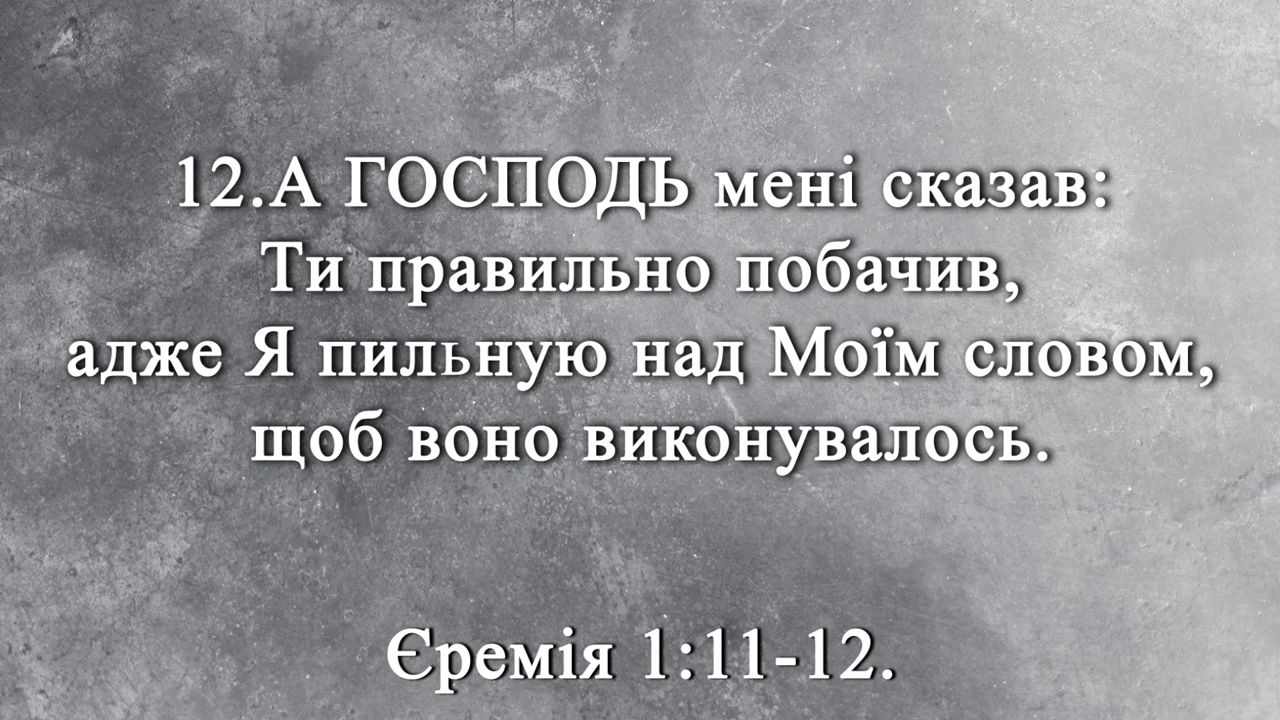 12.А ГОСПОДЬ мені сказав:
Ти правильно побачив,
адже Я пильную над Моїм словом,
щоб воно виконувалось.
Єремія 1:11-12.